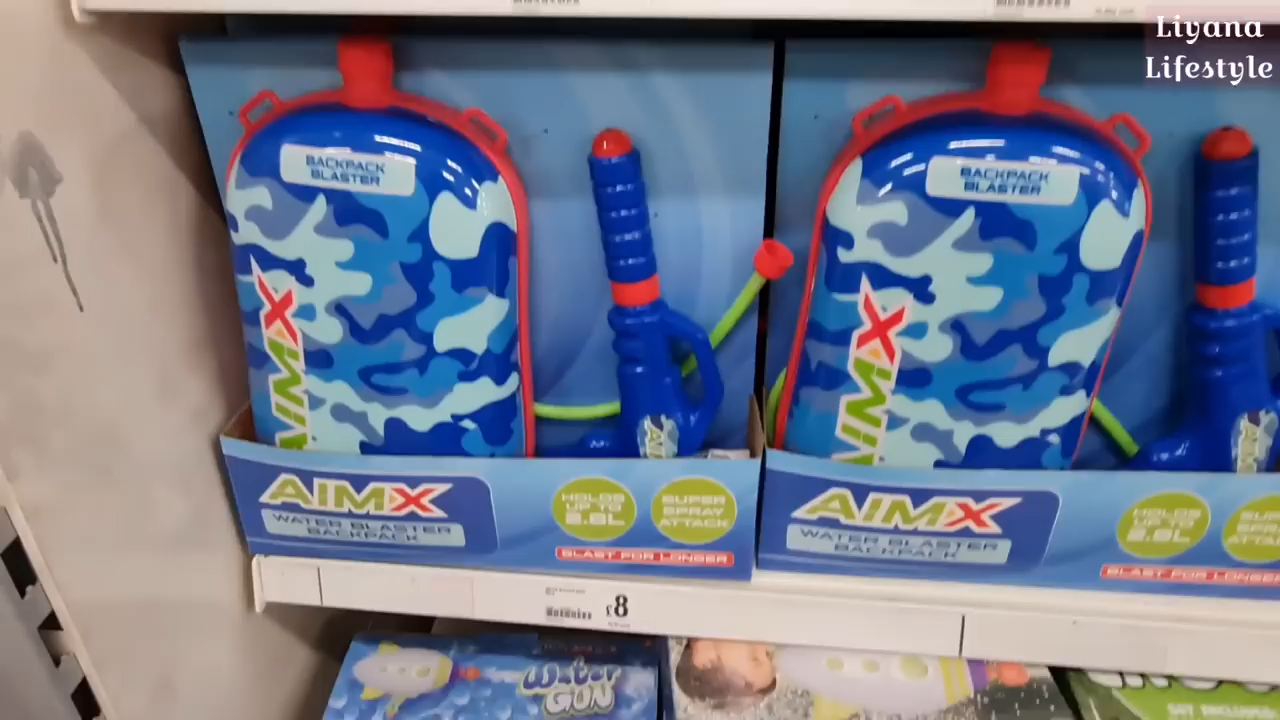 Liyana
Lifestyle
BACKPACK
BLASTER
AIMX
AIMX
WATER BLASTER
BACKPACK
HOLDS
UP TO
2.8L
SUPER
SPRAY
ATTACK
BLAST FOR LONGER
BACKPACK
BLASTER
AIMX
AIMX
WATER BLASTER
BACKPACK
HOLDS
UP TO
2.8L
BLAST FOR LONGER
£8
Water
GUN